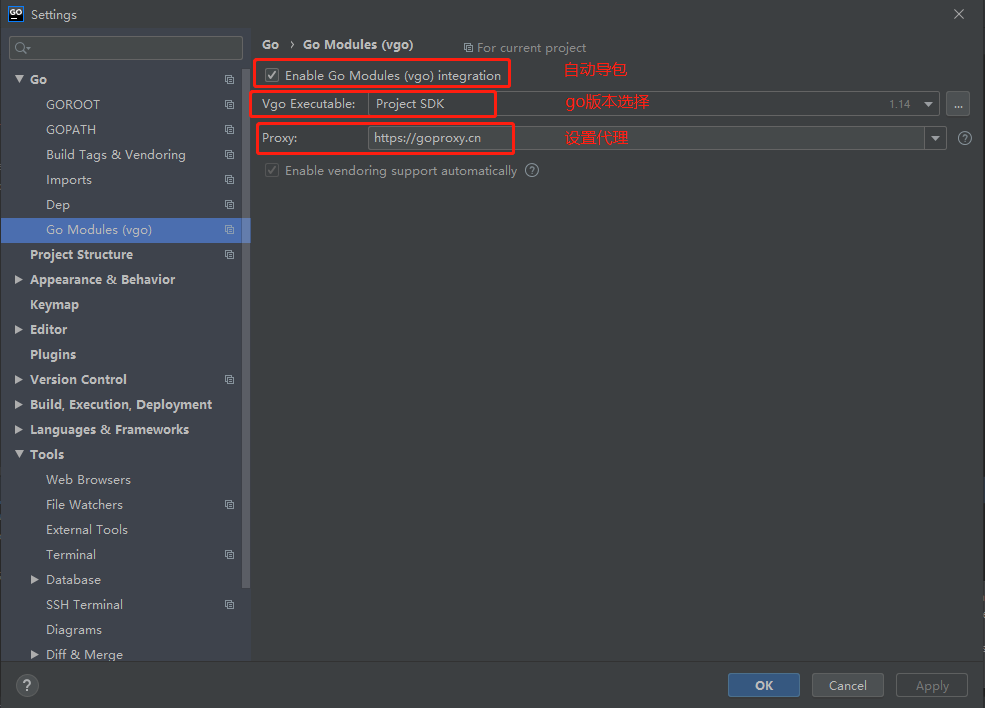 GO Settings
Go › Go Modules (vgo) For current project
Go
GOROOT
GOPATH
Build Tags & Vendoring
Imports
Dep
Go Modules (vgo)
Project Structure
Appearance & Behavior
Keymap
Editor
Plugins
Version Control
Build, Execution, Deployment
Languages & Frameworks
Tools
Web Browsers
File Watchers
External Tools
Terminal
Database
SSH Terminal
Diagrams
Diff & Merge
Enable Go Modules (vgo) integration 自动导包
Vgo Executable: Project SDK go版本选择 1.14 ...
Proxy: https://goproxy.cn 设置代理 ?
Enable vendoring support automatically ?
? OK Cancel Apply